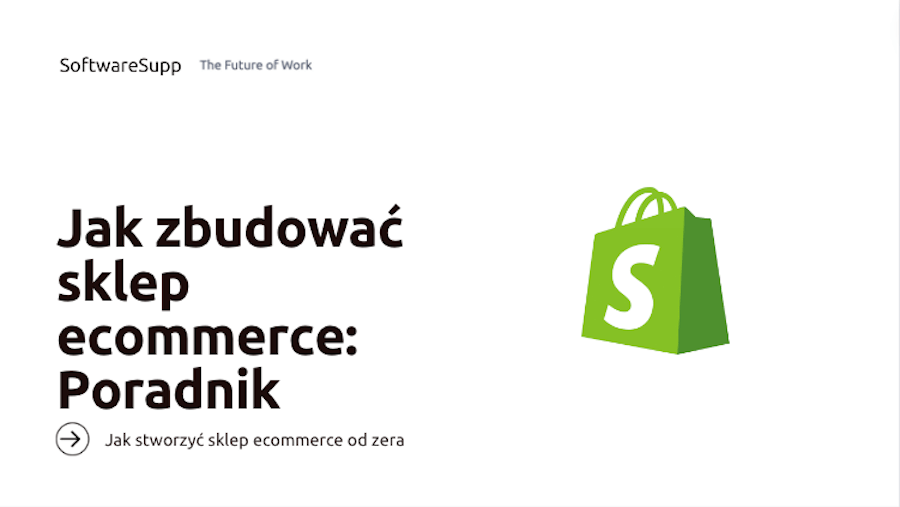 SoftwareSupp The Future of Work
Jak zbudować
sklep
ecommerce:
Poradnik
Jak stworzyć sklep ecommerce od zera
S